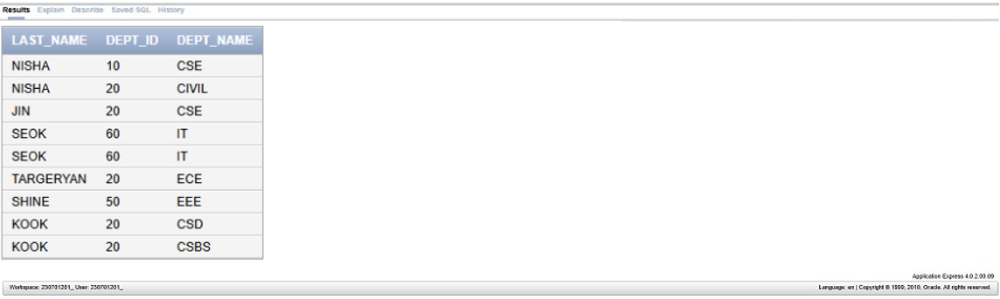 Results Explain Describe Saved SQL History
LAST_NAME DEPT_ID DEPT_NAME
NISHA 10 CSE
NISHA 20 CIVIL
JIN 20 CSE
SEOK 60 IT
SEOK 60 IT
TARGERYAN 20 ECE
SHINE 50 EEE
KOOK 20 CSD
KOOK 20 CSBS
Application Express 4.0.2.00.09
Workspace: 230701201_ User: 230701201_ Language: en | Copyright © 1999, 2010, Oracle. All rights reserved.